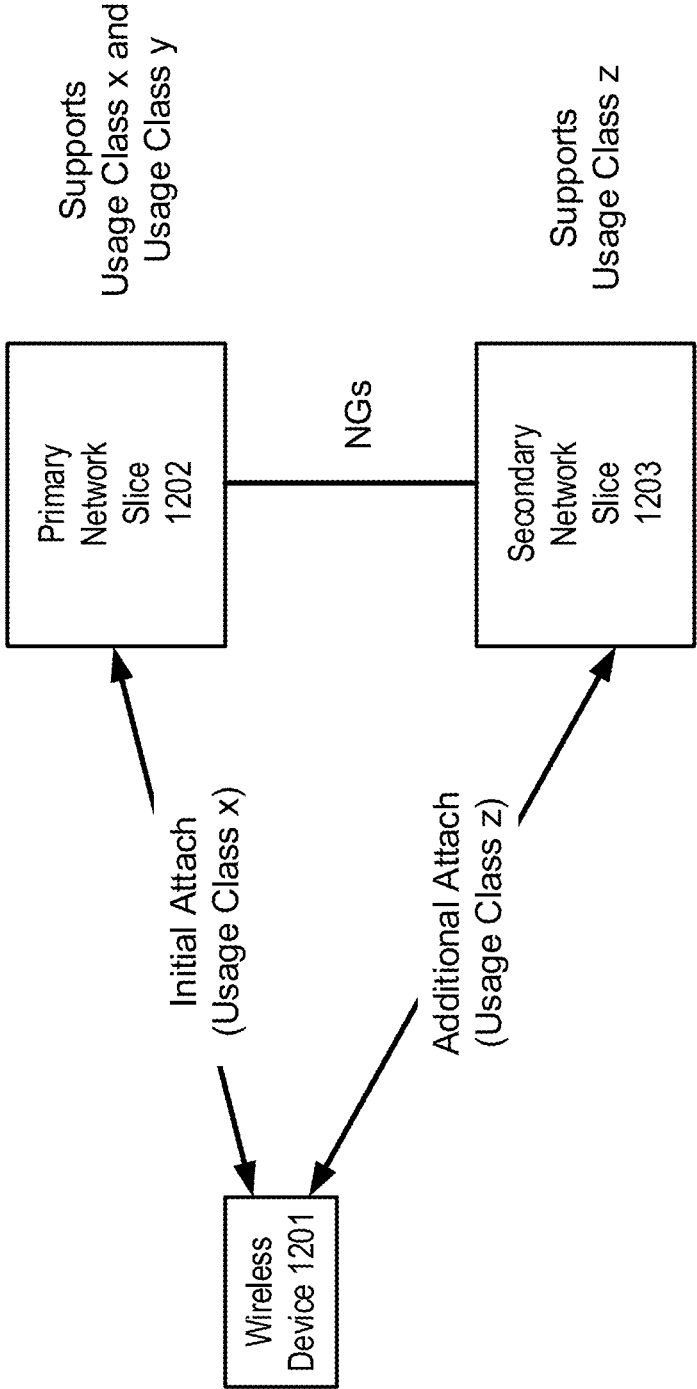 Wireless
Device 1201
Initial Attach
(Usage Class x)
Additional Attach
(Usage Class z)
Primary
Network
Slice
1202
NGs
Secondary
Network
Slice
1203
Supports
Usage Class x and
Usage Class y
Supports
Usage Class z